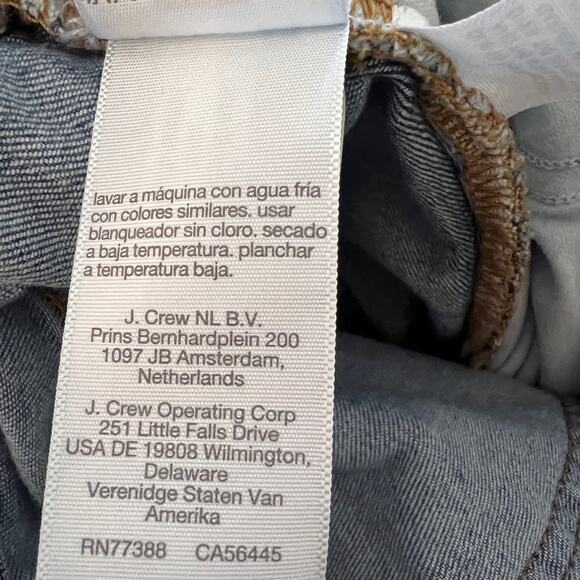 lavar a máquina con agua fría
con colores similares. usar
blanqueador sin cloro. secado
a baja temperatura. planchar
a temperatura baja.
J. Crew NL B.V.
Prins Bernhardplein 200
1097 JB Amsterdam,
Netherlands
J. Crew Operating Corp
251 Little Falls Drive
USA DE 19808 Wilmington,
Delaware
Verenidge Staten Van
Amerika
RN77388 CA56445